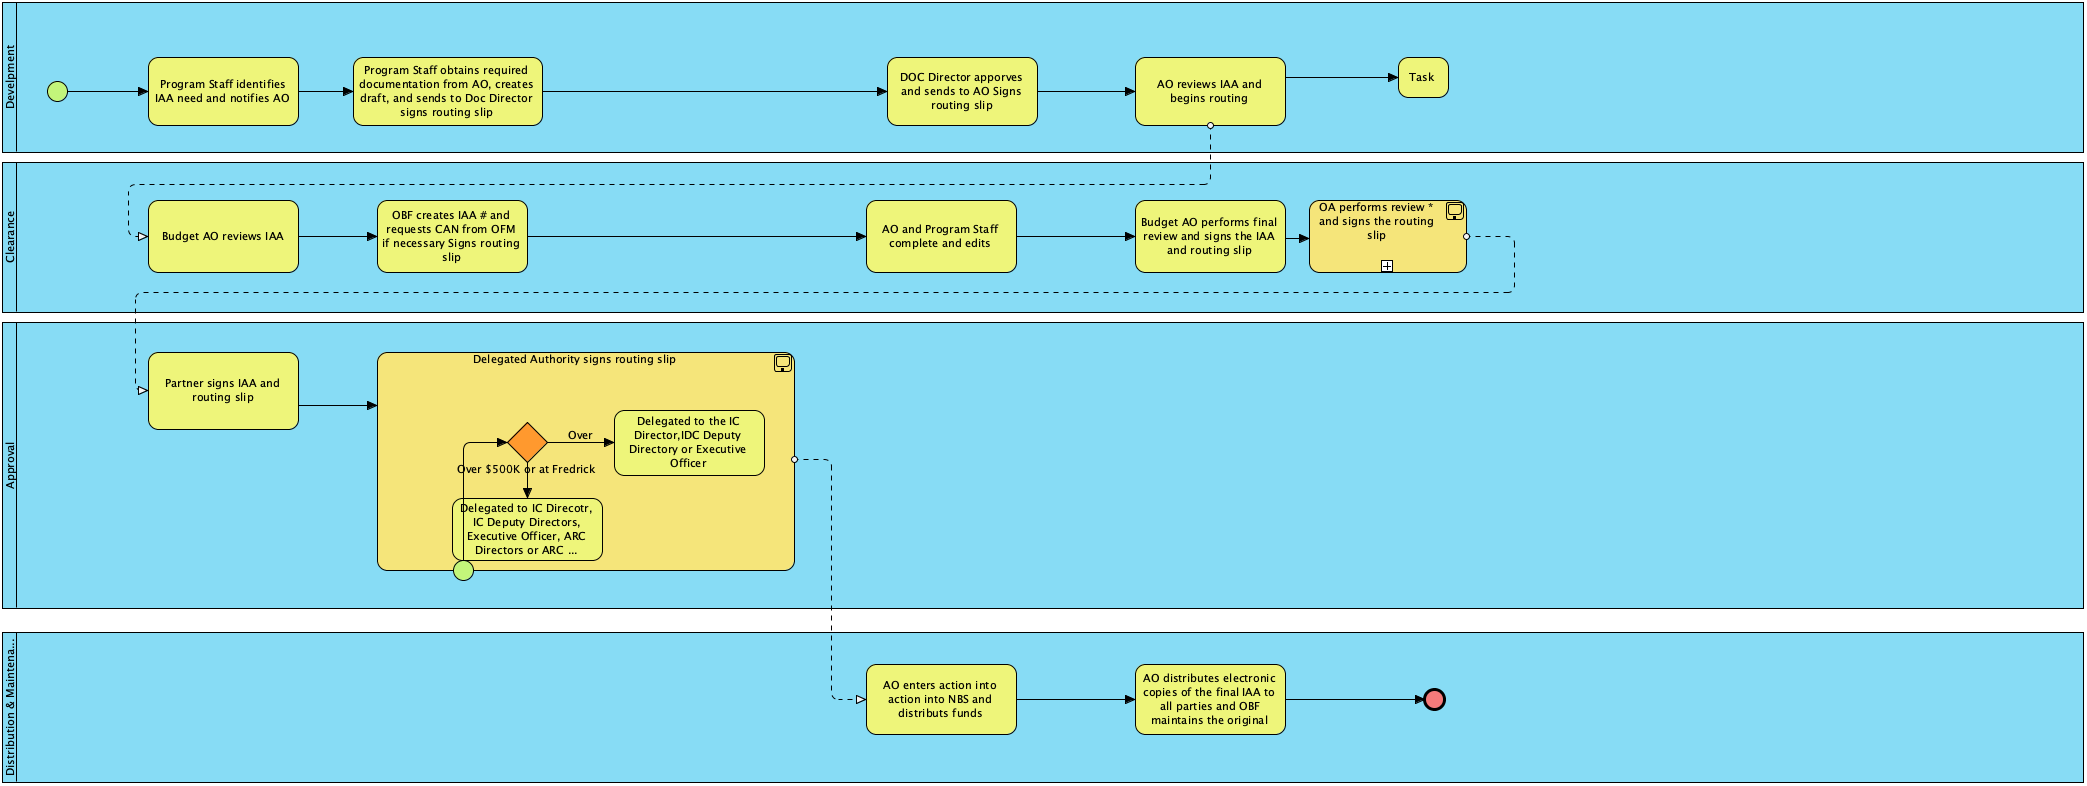 Develpment
Program Staff identifies
IAA need and notifies AO
Program Staff obtains required
documentation from AO, creates
draft, and sends to Doc Director
signs routing slip
DOC Director apporves
and sends to AO Signs
routing slip
AO reviews IAA and
begins routing
Task
Clearance
Budget AO reviews IAA
OBF creates IAA # and
requests CAN from OFM
if necessary Signs routing
slip
AO and Program Staff
complete and edits
Budget AO performs final
review and signs the IAA
and routing slip
OA performs review *
and signs the routing
slip
Approval
Partner signs IAA and
routing slip
Delegated Authority signs routing slip
Over
Delegated to the IC
Director,IDC Deputy
Directory or Executive
Officer
Over $500K or at Fredrick
Delegated to IC Direcotr,
IC Deputy Directors,
Executive Officer, ARC
Directors or ARC ...
Distribution & Maintena...
AO enters action into
action into NBS and
distributs funds
AO distributes electronic
copies of the final IAA to
all parties and OBF
maintains the original